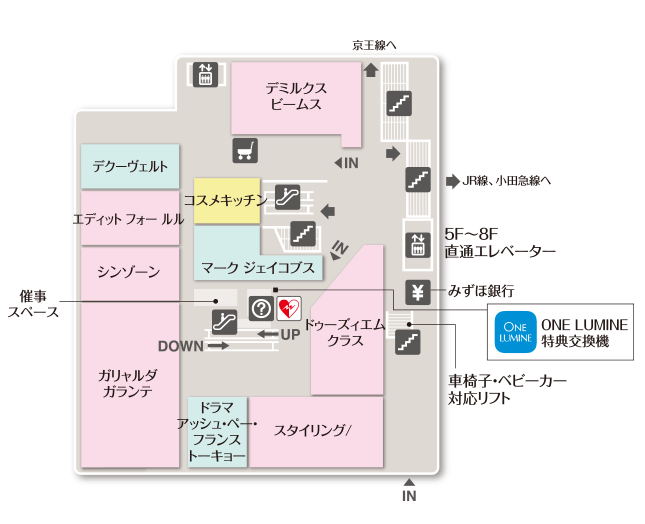 京王線へ
デミルクス
ビームス
IN
デクーヴェルト
JR線、小田急線へ
コスメキッチン
エディット フォー ルル
IN
5F～8F
直通エレベーター
マーク ジェイコブス
シンゾーン
¥
みずほ銀行
催事
スペース
?
ONE
LUMINE
ONE LUMINE
特典交換機
UP
DOWN
ドゥーズィエム
クラス
ガリャルダ
ガランテ
車椅子・ベビーカー
対応リフト
ドラマ
アッシュ・ペー・
フランス
トーキョー
スタイリング/
IN